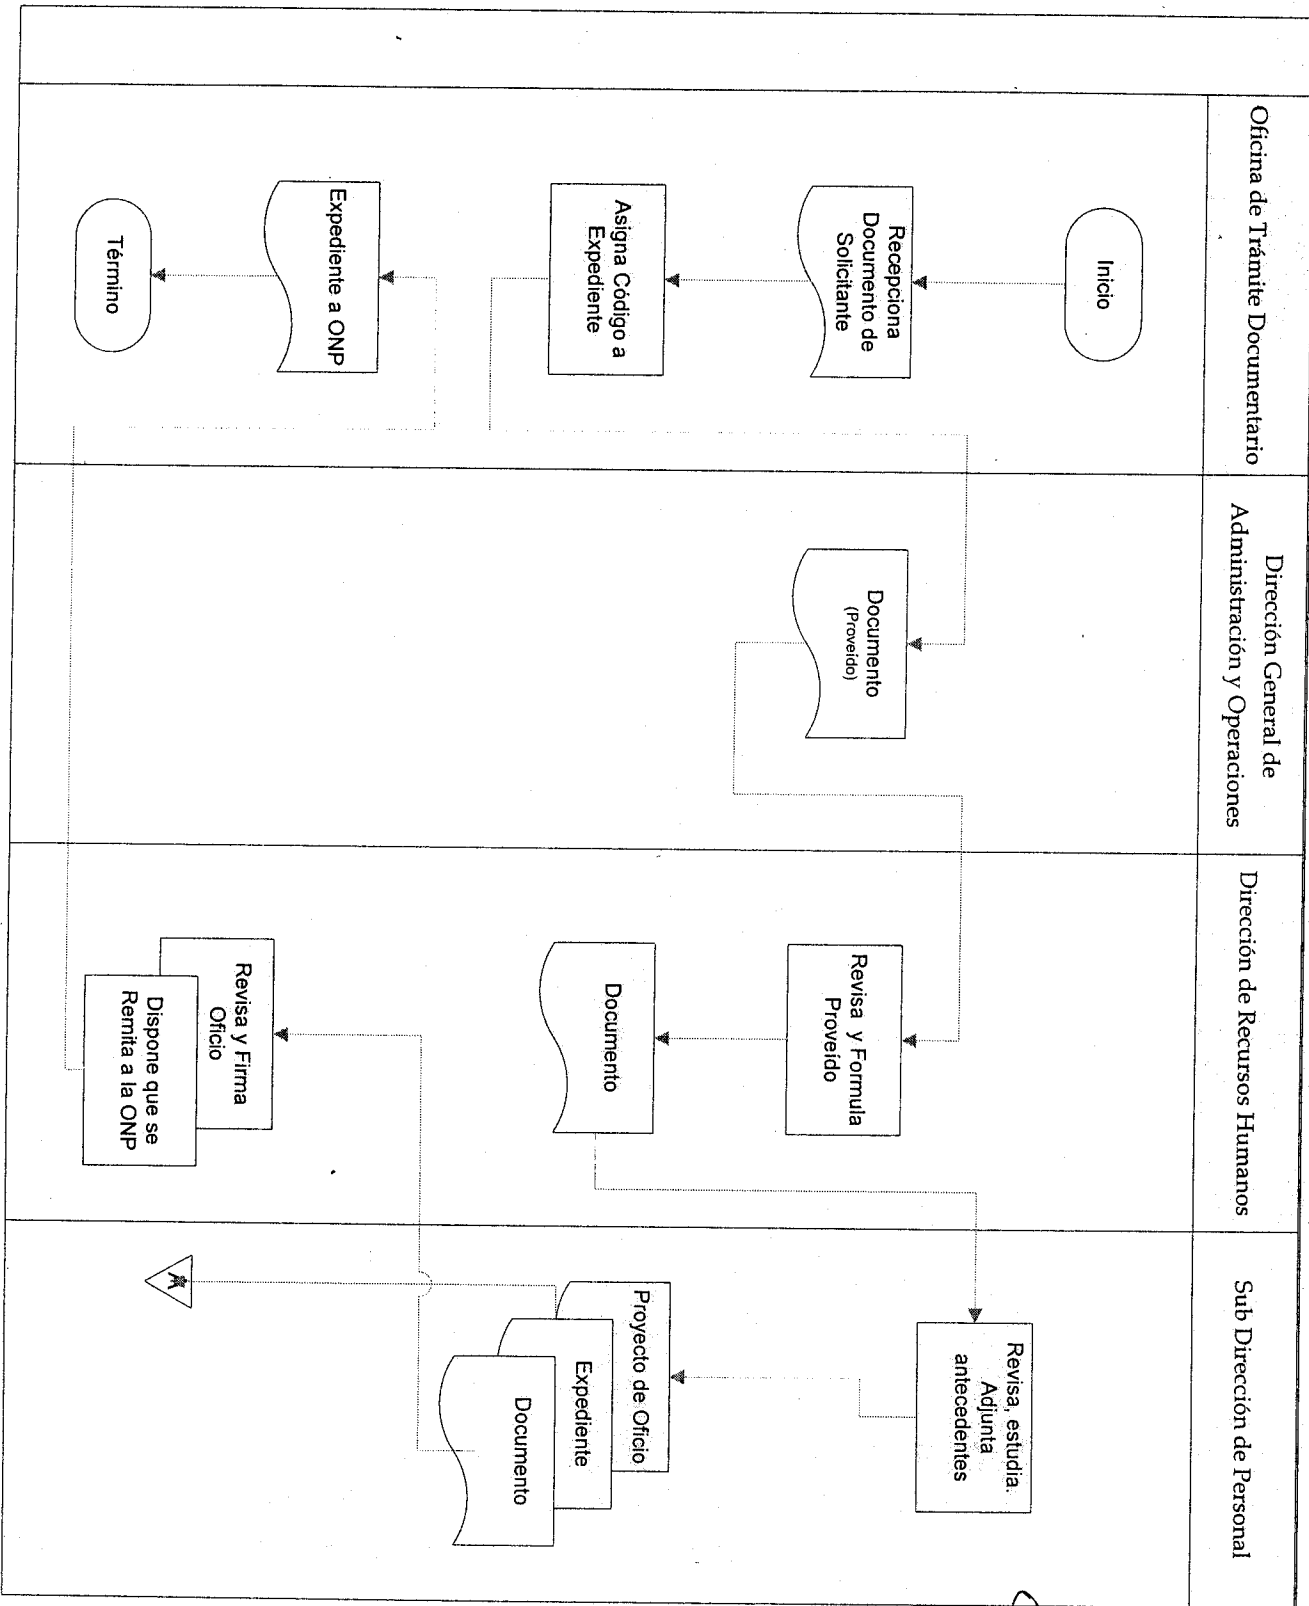 Oficina de Trámite Documentario
Dirección General de
Administración y Operaciones
Dirección de Recursos Humanos
Sub Dirección de Personal
Inicio
Recepciona
Documento de
Solicitante
Asigna Código a
Expediente
Expediente a ONP
Término
Documento
(Proveido)
Revisa y Formula
Proveído
Documento
Revisa y Firma
Oficio
Dispone que se
Remita a la ONP
Revisa, estudia.
Adjunta
antecedentes
Proyecto de Oficio
Expediente
Documento